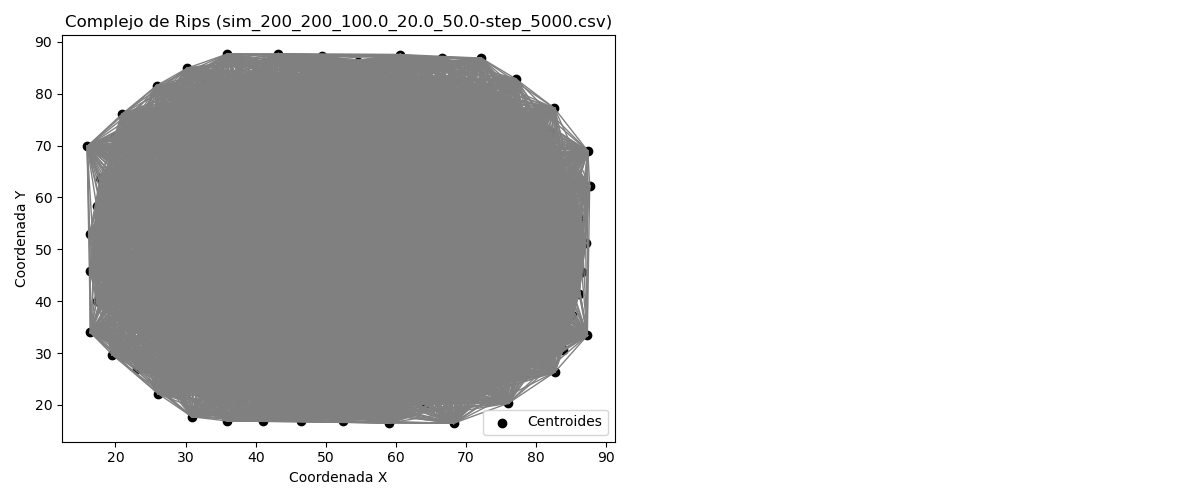 Complejo de Rips (sim_200_200_100.0_20.0_50.0-step_5000.csv)
90
80
70
60
50
40
30
20
Coordenada Y
Centroides
20 30 40 50 60 70 80 90
Coordenada X